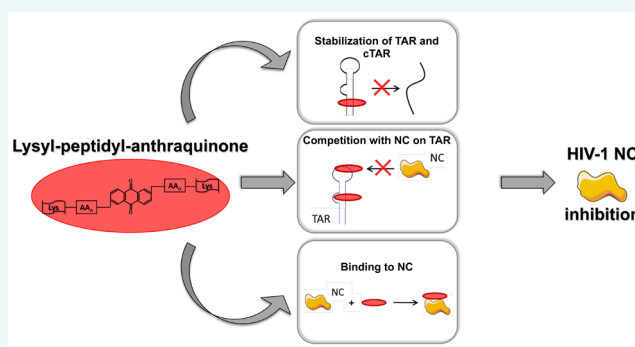 Stabilization of TAR and
cTAR
Lysyl-peptidyl-anthraquinone
Lys
AAn
O
O
AAn
Lys
Competition with NC on TAR
NC
TAR
Binding to NC
NC
+
HIV-1 NC
inhibition